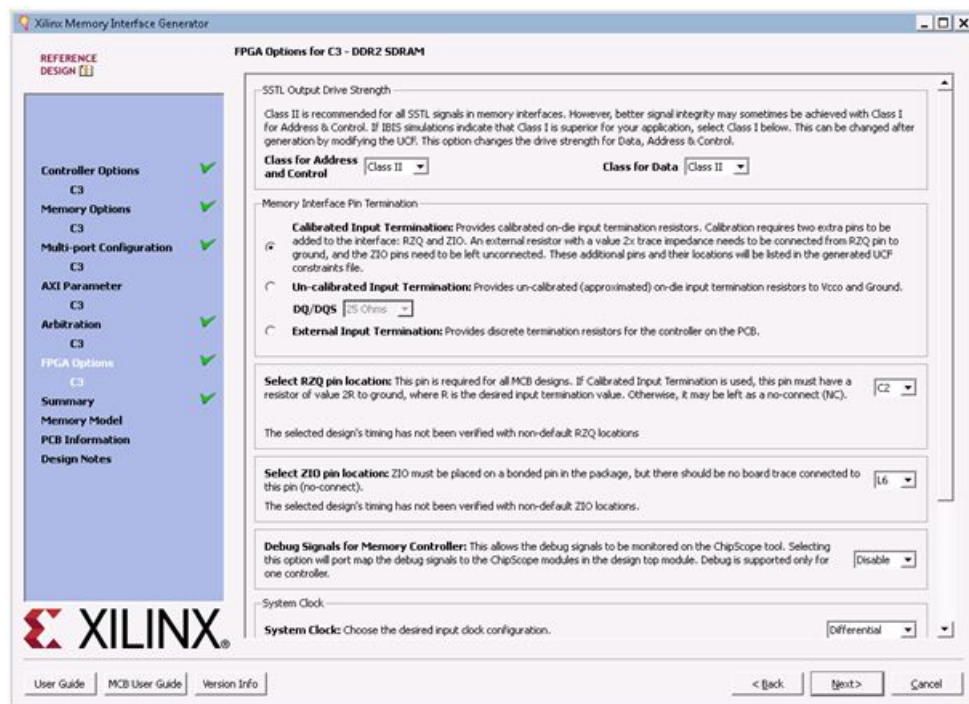 Xilinx Memory Interface Generator
REFERENCE
DESIGN
FPGA Options for C3 - DDR2 SDRAM
Controller Options
C3
Memory Options
C3
Multi-port Configuration
C3
AXI Parameter
C3
Arbitration
C3
FPGA Options
C3
Summary
Memory Model
PCB Information
Design Notes
XILINX®
SSTL Output Drive Strength
Class II is recommended for all SSTL signals in memory interfaces. However, better signal integrity may sometimes be achieved with Class I
for Address & Control. If IBIS simulations indicate that Class I is superior for your application, select Class I below. This can be changed after
generation by modifying the UCF. This option changes the drive strength for Data, Address & Control.
Class for Address
and Control Class II
Class for Data Class II
Memory Interface Pin Termination
Calibrated Input Termination: Provides calibrated on-die input termination resistors. Calibration requires two extra pins to be
added to the interface: RZQ and ZIO. An external resistor with a value 2x trace impedance needs to be connected from RZQ pin to
ground, and the ZIO pins need to be left unconnected. These additional pins and their locations will be listed in the generated UCF
constraints file.
Un-calibrated Input Termination: Provides un-calibrated (approximated) on-die input termination resistors to Vcco and Ground.
DQ/DQS 25 Ohms
External Input Termination: Provides discrete termination resistors for the controller on the PCB.
Select RZQ pin location: This pin is required for all MCB designs. If Calibrated Input Termination is used, this pin must have a
resistor of value 2R to ground, where R is the desired input termination value. Otherwise, it may be left as a no-connect (NC).
C2
The selected design's timing has not been verified with non-default RZQ locations
Select ZIO pin location: ZIO must be placed on a bonded pin in the package, but there should be no board trace connected to
this pin (no-connect).
L6
The selected design's timing has not been verified with non-default ZIO locations.
Debug Signals for Memory Controller: This allows the debug signals to be monitored on the ChipScope tool. Selecting
this option will port map the debug signals to the ChipScope modules in the design top module. Debug is supported only for
one controller.
Disable
System Clock
System Clock: Choose the desired input clock configuration.
Differential
User Guide
MCB User Guide
Version Info
< Back
Next>
Cancel